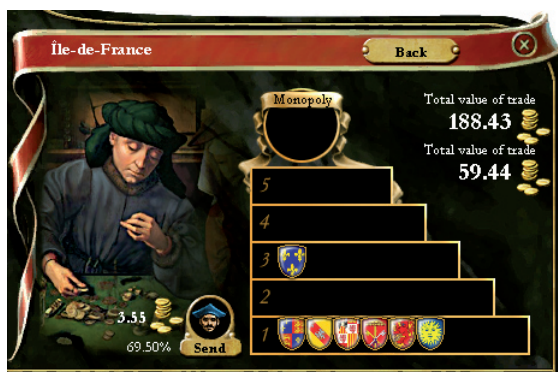 Île-de-France
Back
Monopoly
Total value of trade
188.43
Total value of trade
59.44
5
4
3
2
1
3.55
69.50%
Send